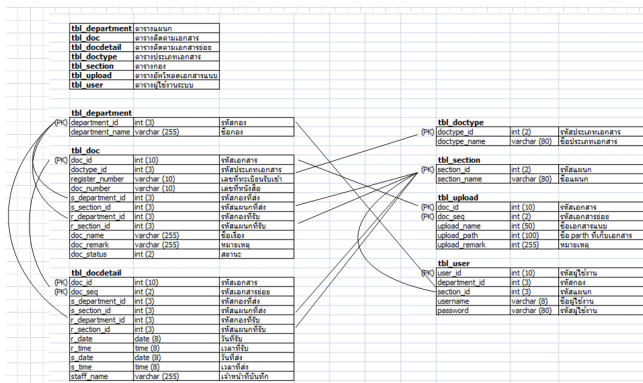 tbl_department ตารางแผนก
tbl_doc ตารางติดตามเอกสาร
tbl_docdetail ตารางติดตามเอกสารย่อย
tbl_doctype ตารางประเภทเอกสาร
tbl_section ตารางกอง
tbl_upload ตารางอัพโหลดเอกสารแนบ
tbl_user ตารางผู้ใช้งานระบบ
tbl_department
(PK) department_id int (3) รหัสกอง
department_name varchar (255) ชื่อกอง
tbl_doc
(PK) doc_id int (10) รหัสเอกสาร
doctype_id int (3) รหัสประเภทเอกสาร
register_number varchar (10) เลขที่ทะเบียนรับเข้า
doc_number varchar (10) เลขที่หนังสือ
s_department_id int (3) รหัสกองที่ส่ง
s_section_id int (3) รหัสแผนกที่ส่ง
r_department_id int (3) รหัสกองที่รับ
r_section_id int (3) รหัสแผนกที่รับ
doc_name varchar (255) ชื่อเรื่อง
doc_remark varchar (255) หมายเหตุ
doc_status int (2) สถานะ
tbl_docdetail
(PK) doc_id int (10) รหัสเอกสาร
(PK) doc_seq int (2) รหัสเอกสารย่อย
s_department_id int (3) รหัสกองที่ส่ง
s_section_id int (3) รหัสแผนกที่ส่ง
r_department_id int (3) รหัสกองที่รับ
r_section_id int (3) รหัสแผนกที่รับ
r_date date (8) วันที่รับ
r_time time (8) เวลาที่รับ
s_date date (8) วันที่ส่ง
s_time time (8) เวลาที่ส่ง
staff_name varchar (255) เจ้าหน้าที่บันทึก
tbl_doctype
(PK) doctype_id int (2) รหัสประเภทเอกสาร
doctype_name varchar (80) ชื่อประเภทเอกสาร
tbl_section
(PK) section_id int (2) รหัสแผนก
section_name varchar (80) ชื่อแผนก
tbl_upload
(PK) doc_id int (10) รหัสเอกสาร
(PK) doc_seq int (2) รหัสเอกสารย่อย
upload_name int (50) ชื่อเอกสารแนบ
upload_path int (100) ชื่อ parth ที่เก็บเอกสาร
upload_remark int (255) หมายเหตุ
tbl_user
(PK) user_id int (10) รหัสผู้ใช้งาน
department_id int (3) รหัสกอง
section_id int (3) รหัสแผนก
username varchar (8) ชื่อผู้ใช้งาน
password varchar (80) รหัสผู้ใช้งาน